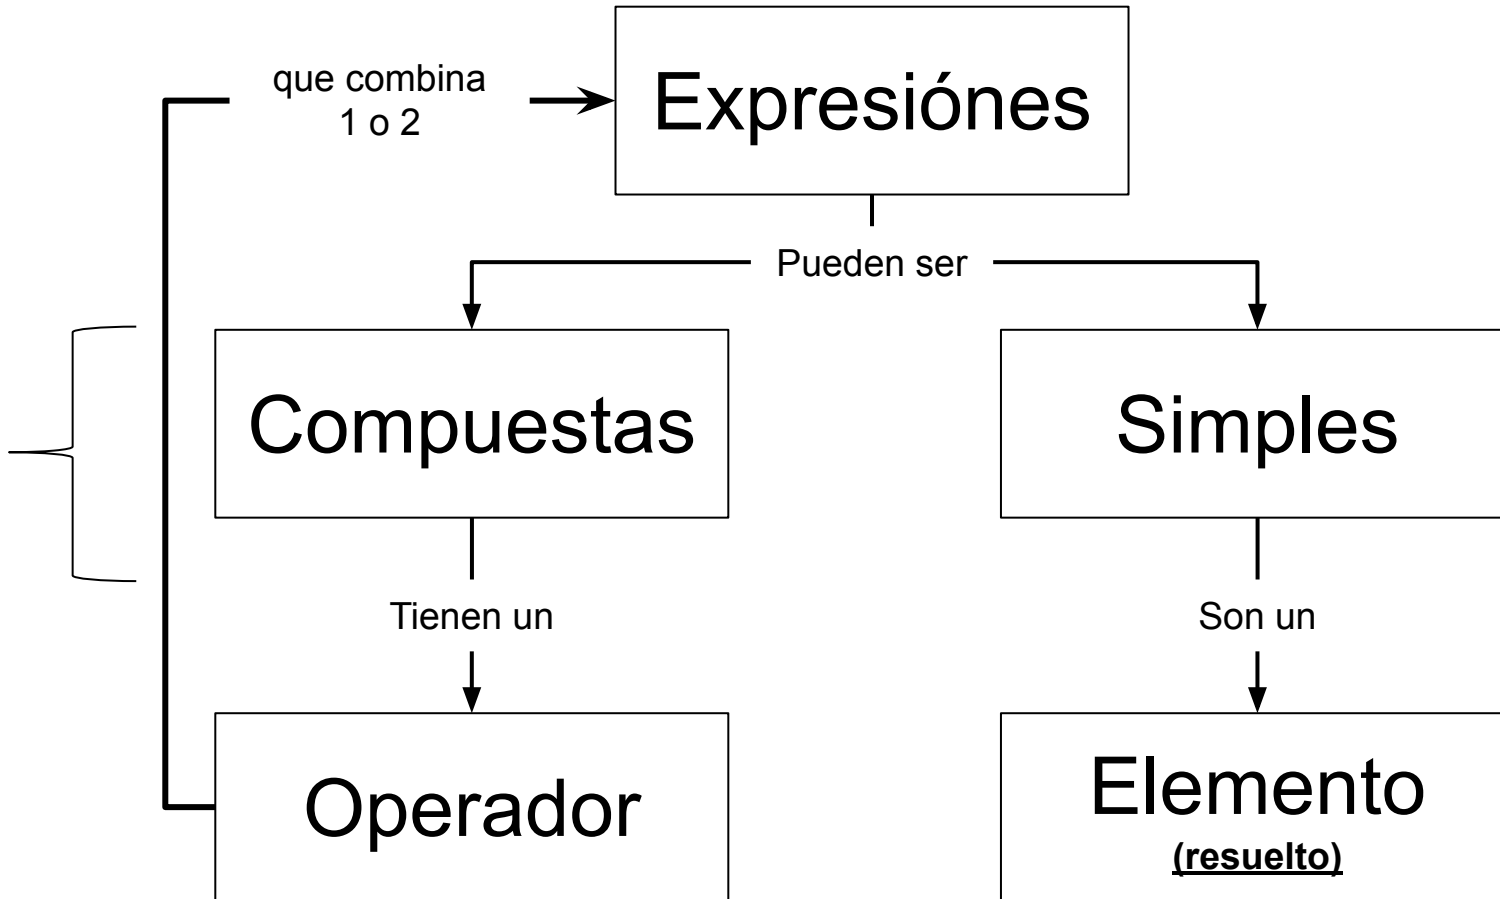 que combina
1 o 2
Expresiónes
Pueden ser
Compuestas
Simples
Tienen un
Son un
Operador
Elemento
(resuelto)